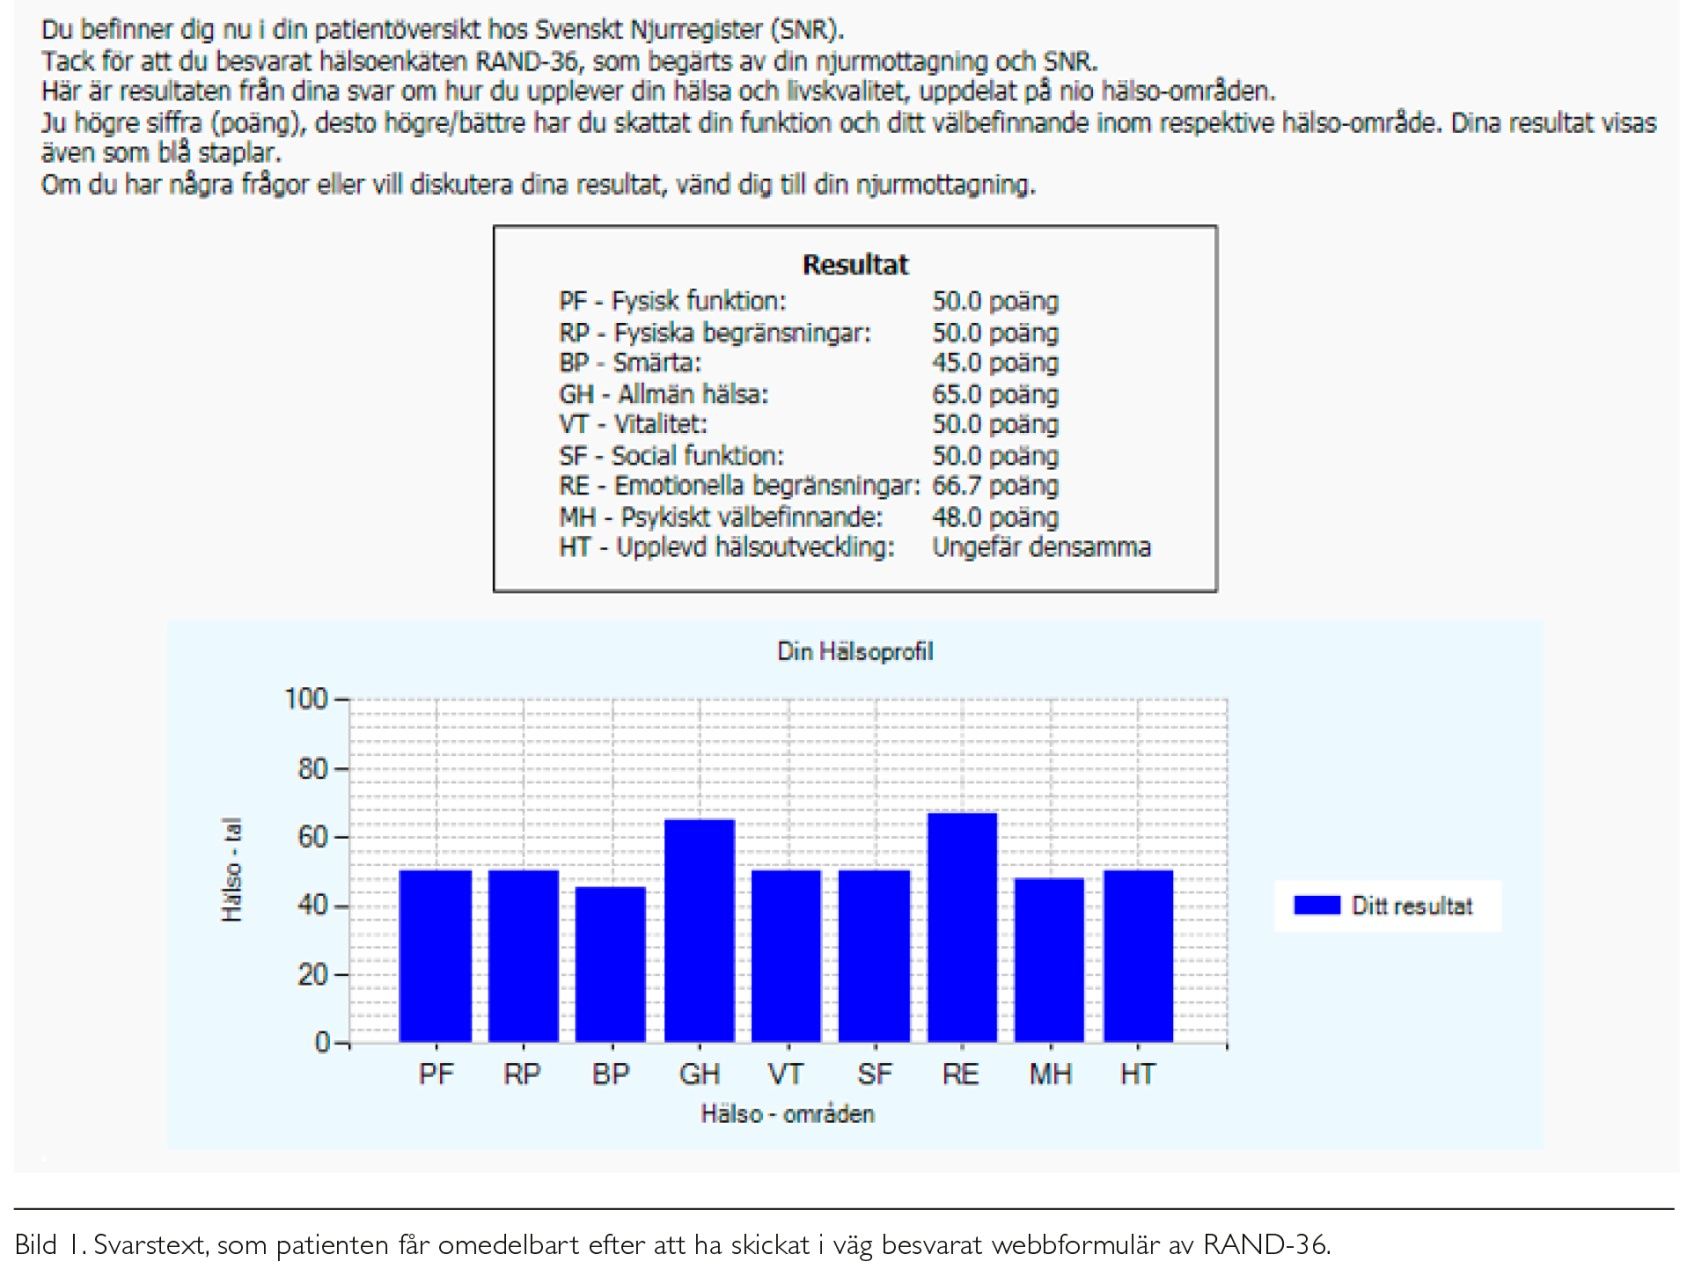 Du befinner dig nu i din patientöversikt hos Svenskt Njurregister (SNR).
Tack för att du besvarat hälsoenkäten RAND-36, som begärts av din njurmottagning och SNR.
Här är resultaten från dina svar om hur du upplever din hälsa och livskvalitet, uppdelat på nio hälso-områden.
Ju högre siffra (poäng), desto högre/bättre har du skattat din funktion och ditt välbefinnande inom respektive hälso-område. Dina resultat visas
även som blå staplar.
Om du har några frågor eller vill diskutera dina resultat, vänd dig till din njurmottagning.
Resultat
PF - Fysisk funktion: 50.0 poäng
RP - Fysiska begränsningar: 50.0 poäng
BP - Smärta: 45.0 poäng
GH - Allmän hälsa: 65.0 poäng
VT - Vitalitet: 50.0 poäng
SF - Social funktion: 50.0 poäng
RE - Emotionella begränsningar: 66.7 poäng
MH - Psykiskt välbefinnande: 48.0 poäng
HT - Upplevd hälsoutveckling: Ungefär densamma
Din Hälsoprofil
Hälso - tal
100
80
60
40
20
0
PF RP BP GH VT SF RE MH HT
Hälso - områden
Ditt resultat
Bild 1. Svarstext, som patienten får omedelbart efter att ha skickat i väg besvarat webbformulär av RAND-36.